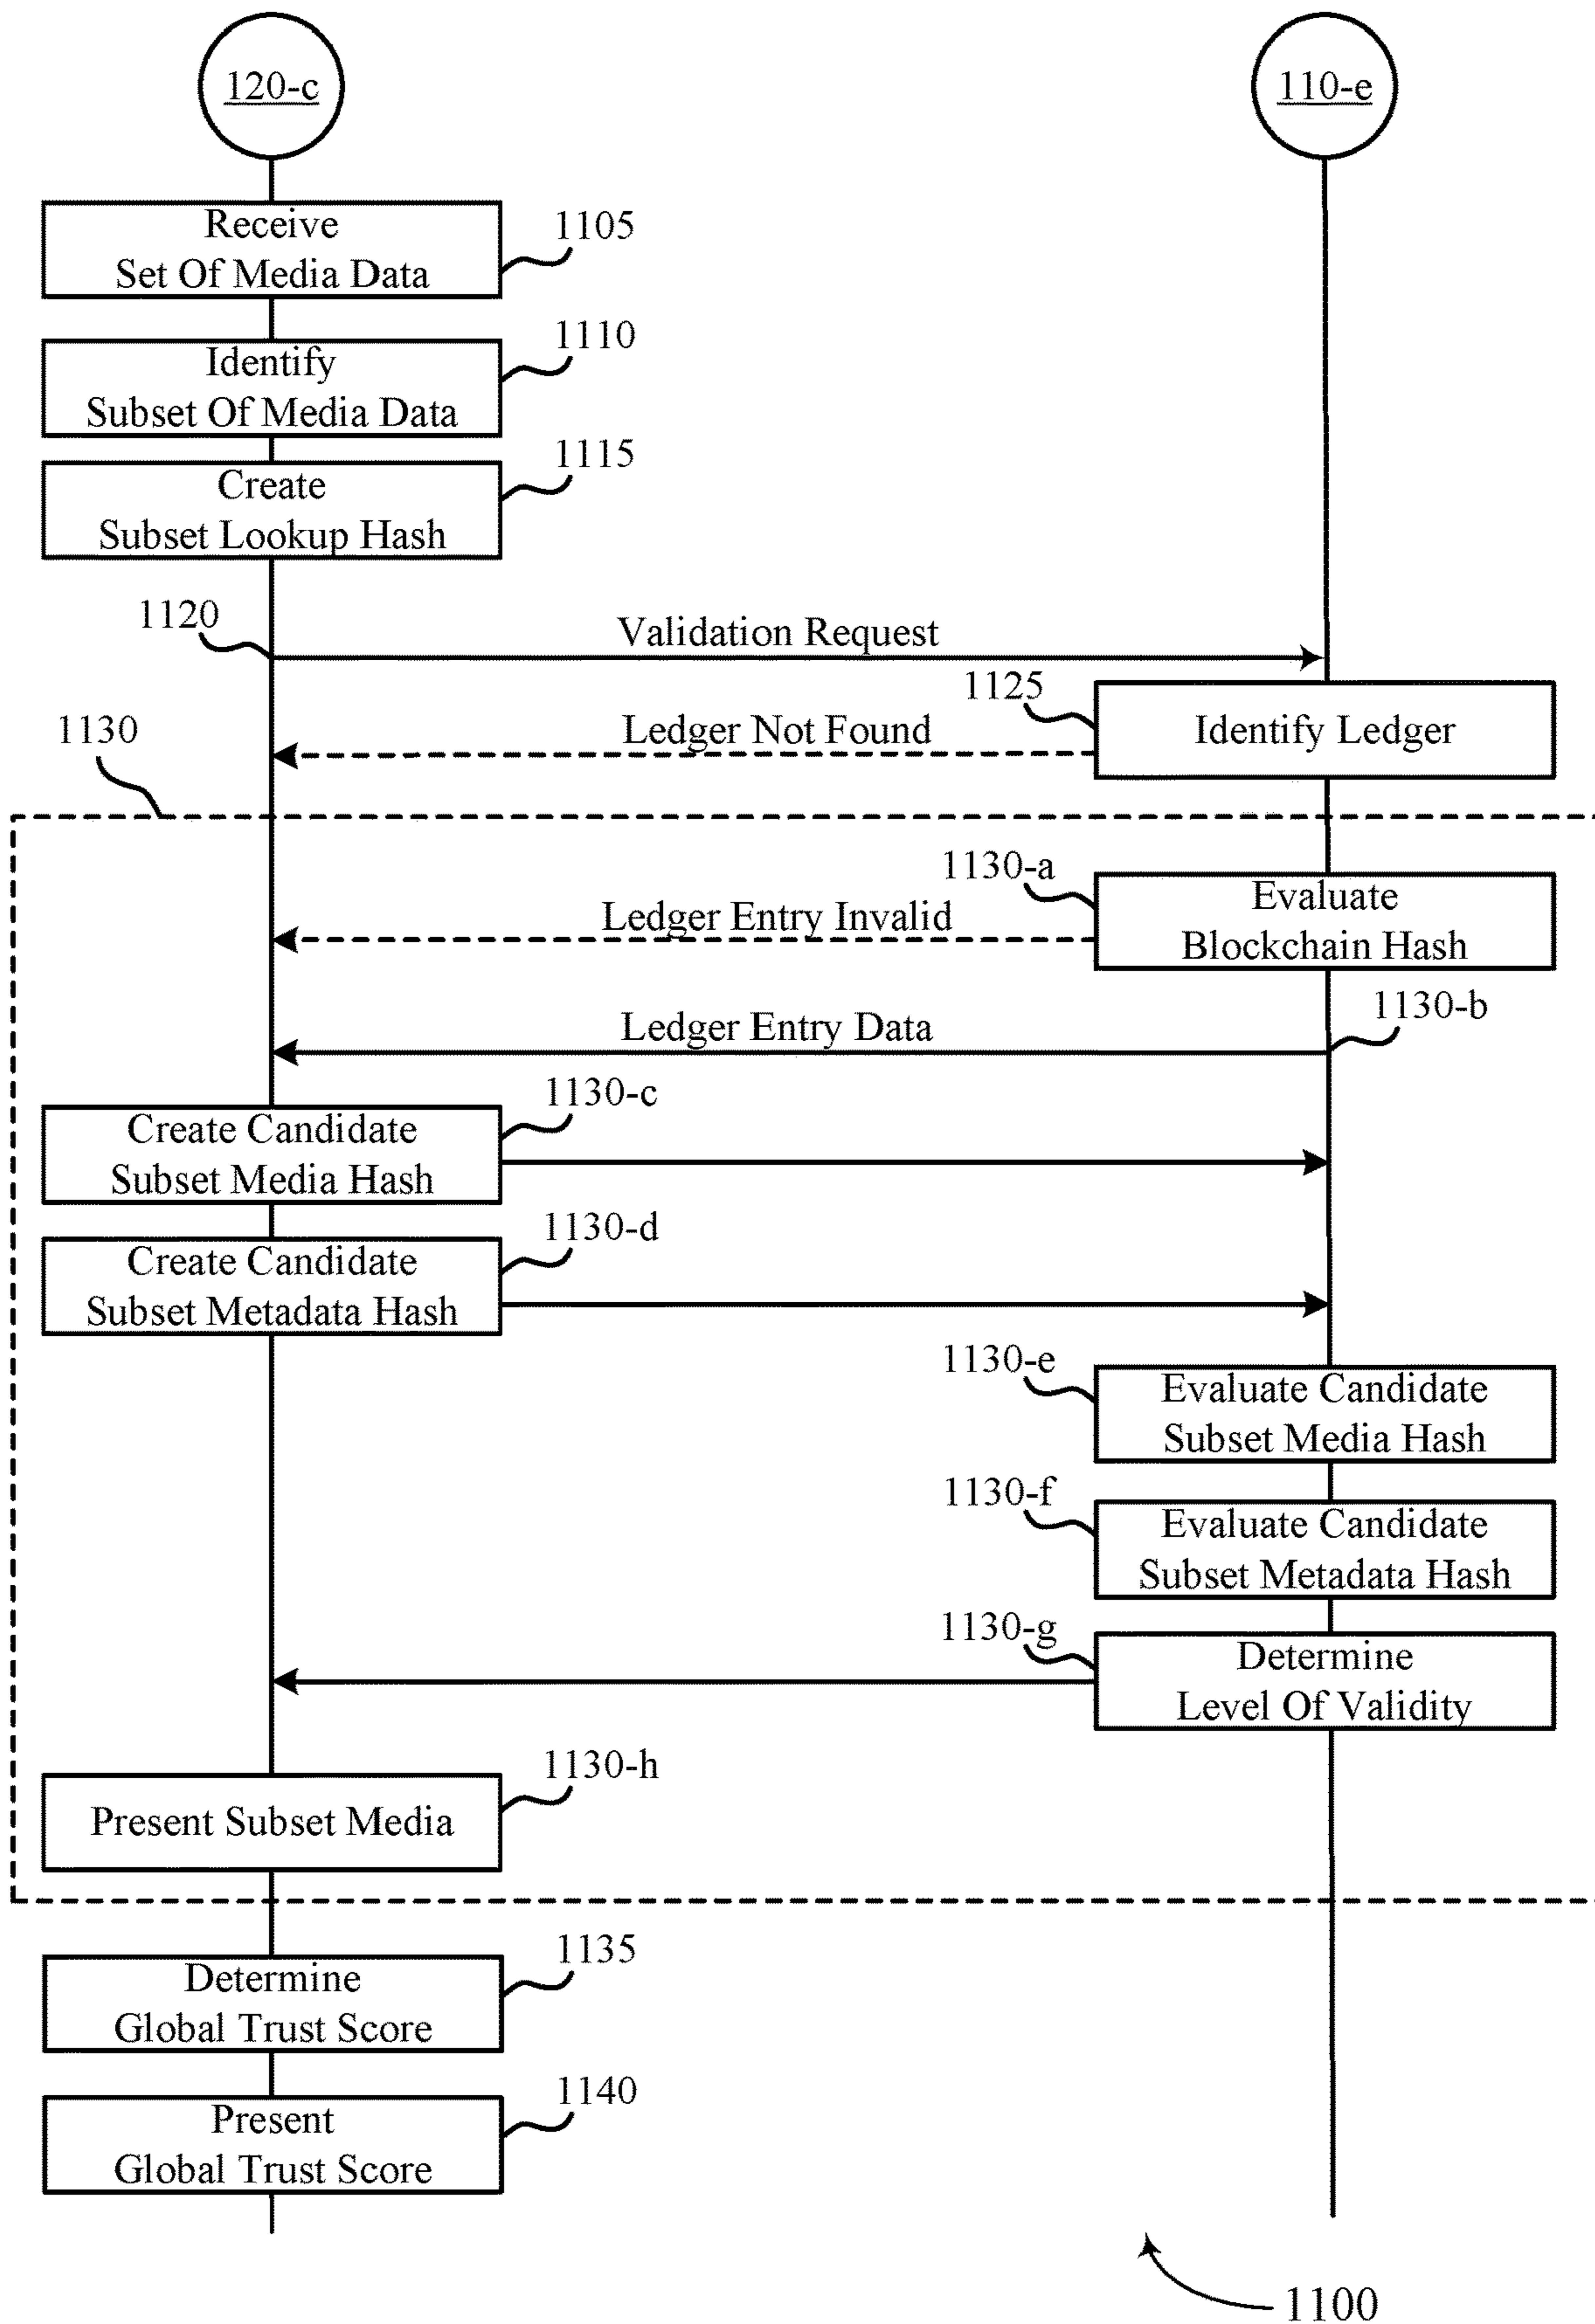 120-c
110-e
Receive
Set Of Media Data
1105
Identify
Subset Of Media Data
1110
Create
Subset Lookup Hash
1115
1120
Validation Request
1125
Identify Ledger
Ledger Not Found
1130
1130-a
Evaluate
Blockchain Hash
Ledger Entry Invalid
1130-b
Ledger Entry Data
1130-c
Create Candidate
Subset Media Hash
1130-d
Create Candidate
Subset Metadata Hash
1130-e
Evaluate Candidate
Subset Media Hash
1130-f
Evaluate Candidate
Subset Metadata Hash
1130-g
Determine
Level Of Validity
1130-h
Present Subset Media
1135
Determine
Global Trust Score
1140
Present
Global Trust Score
1100